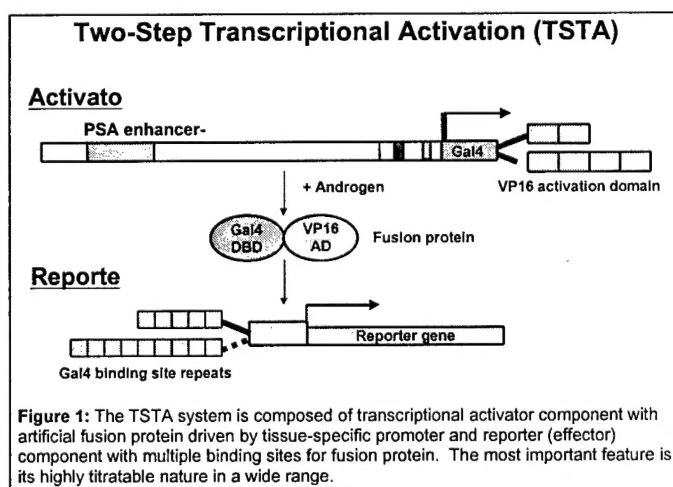 Two-Step Transcriptional Activation (TSTA)
Activato
PSA enhancer-
Gal4
VP16 activation domain
+ Androgen
Gal4 DBD
VP16 AD
Fusion protein
Reporte
Reporter gene
Gal4 binding site repeats
Figure 1: The TSTA system is composed of transcriptional activator component with
artificial fusion protein driven by tissue-specific promoter and reporter (effector)
component with multiple binding sites for fusion protein. The most important feature is
its highly titratable nature in a wide range.